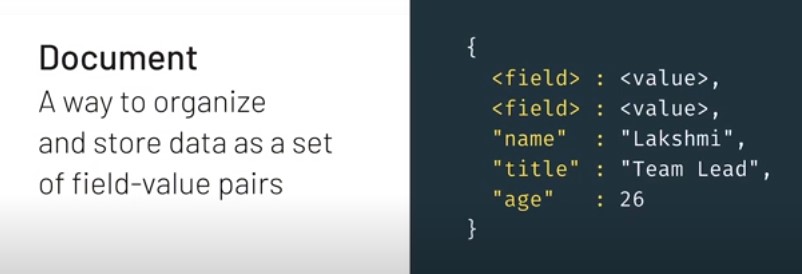 Document
A way to organize
and store data as a set
of field-value pairs
{
<field> : <value>,
<field> : <value>,
"name" : "Lakshmi",
"title" : "Team Lead",
"age" : 26
}